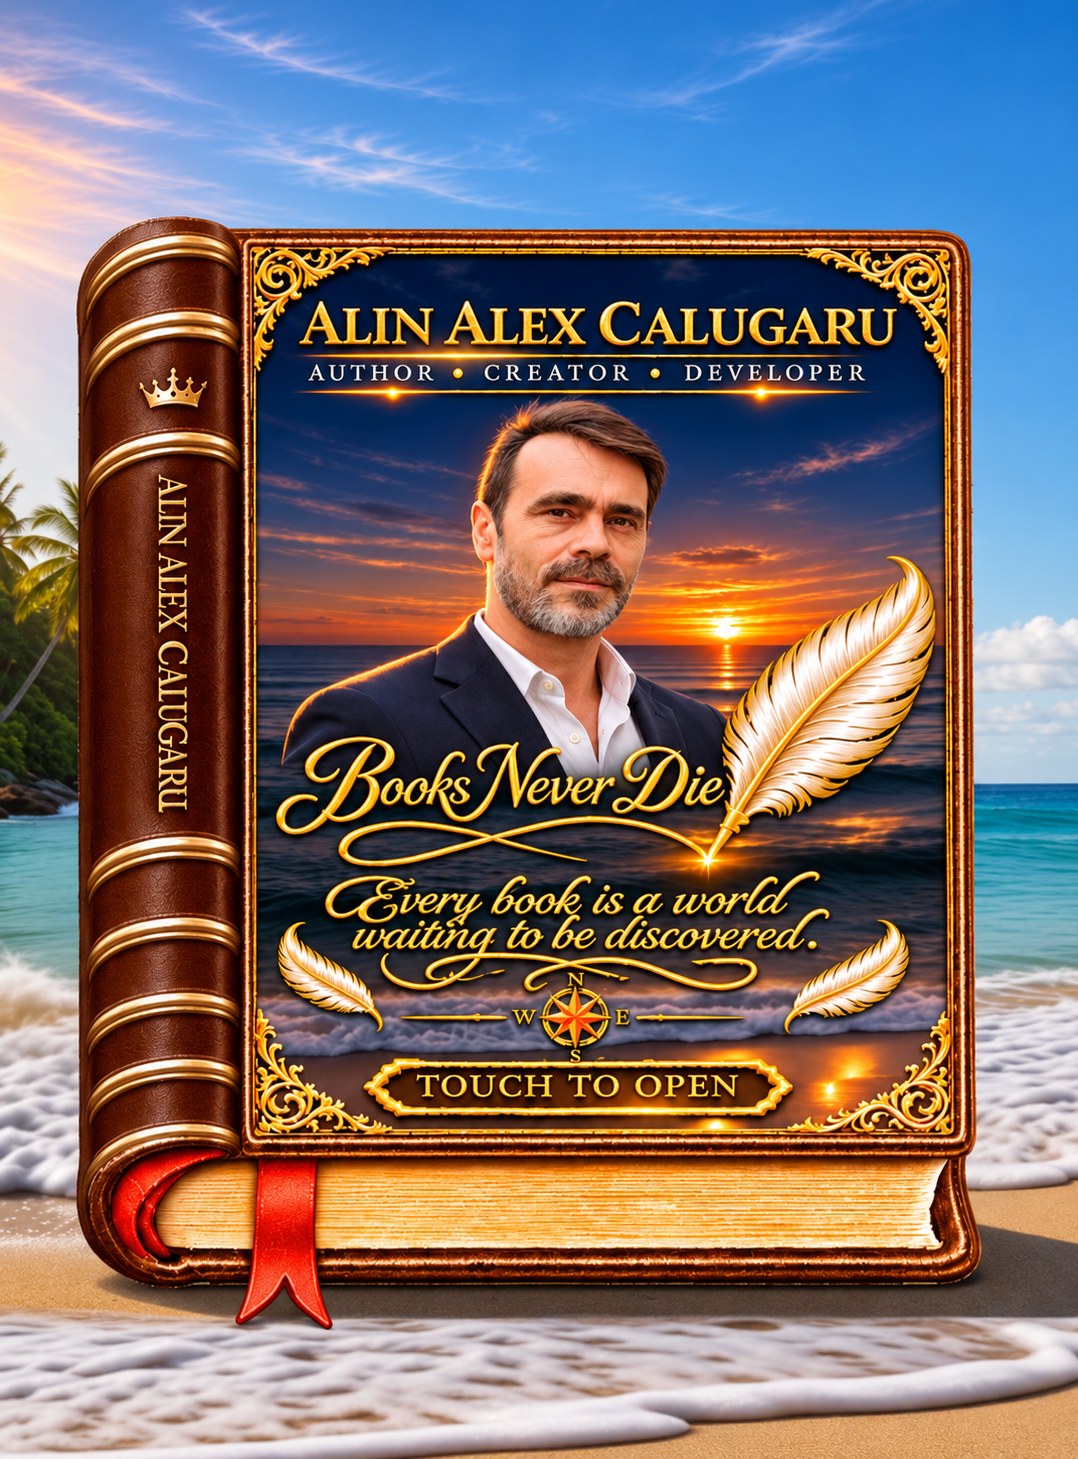 ALIN ALEX CALUGARU
AUTHOR • CREATOR • DEVELOPER
ALIN ALEX CALUGARU
Books Never Die
Every book is a world
waiting to be discovered.
N
W E
S
TOUCH TO OPEN